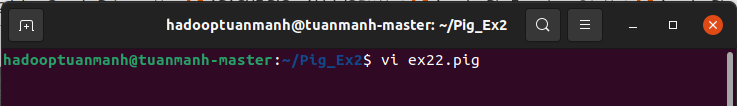 hadooptuanmanh@tuanmanh-master: ~/Pig_Ex2
hadooptuanmanh@tuanmanh-master:~/Pig_Ex2$ vi ex22.pig